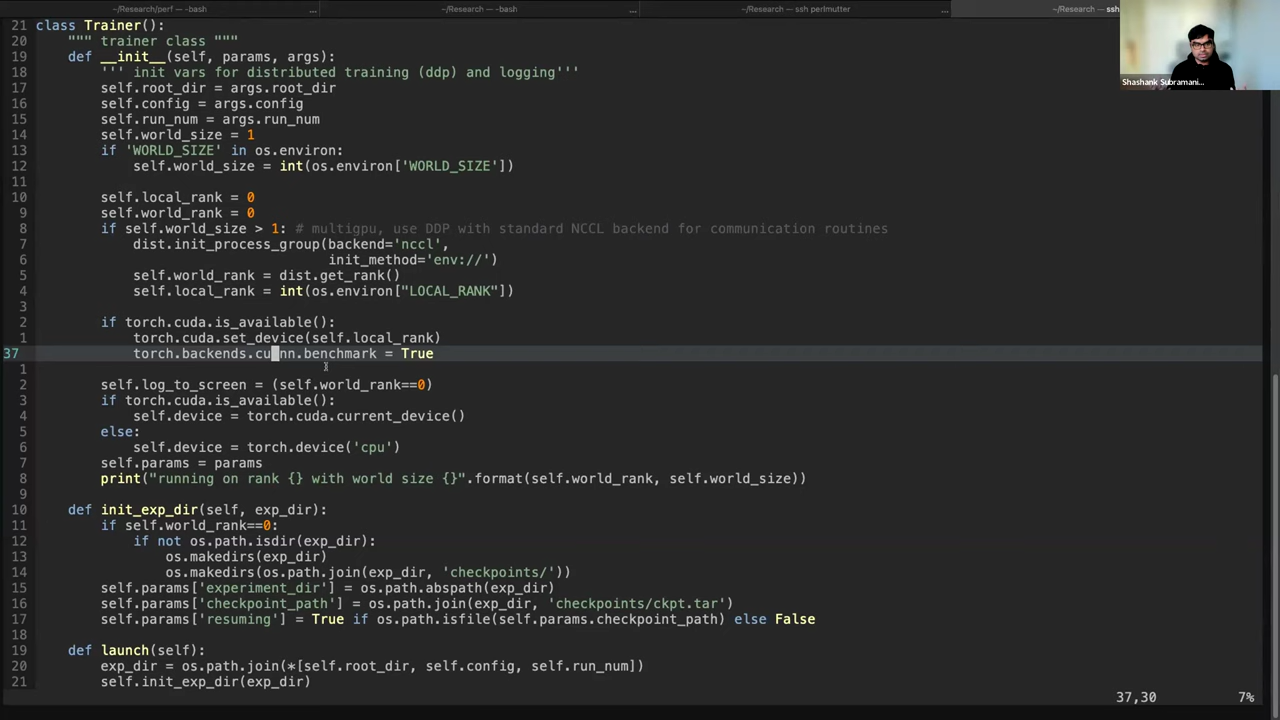 ~/Research/perf — -bash ... ~/Research — -bash ... ~/Research — ssh perlmutter ... ~/Research — ssh
Shashank Subramani...
21 class Trainer():
20 """ trainer class """
19 def __init__(self, params, args):
18 ''' init vars for distributed training (ddp) and logging'''
17 self.root_dir = args.root_dir
16 self.config = args.config
15 self.run_num = args.run_num
14 self.world_size = 1
13 if 'WORLD_SIZE' in os.environ:
12 self.world_size = int(os.environ['WORLD_SIZE'])
11
10 self.local_rank = 0
9 self.world_rank = 0
8 if self.world_size > 1: # multigpu, use DDP with standard NCCL backend for communication routines
7 dist.init_process_group(backend='nccl',
6 init_method='env://')
5 self.world_rank = dist.get_rank()
4 self.local_rank = int(os.environ["LOCAL_RANK"])
3
2 if torch.cuda.is_available():
1 torch.cuda.set_device(self.local_rank)
37 torch.backends.cudnn.benchmark = True
1
2 self.log_to_screen = (self.world_rank==0)
3 if torch.cuda.is_available():
4 self.device = torch.cuda.current_device()
5 else:
6 self.device = torch.device('cpu')
7 self.params = params
8 print("running on rank {} with world size {}".format(self.world_rank, self.world_size))
9
10 def init_exp_dir(self, exp_dir):
11 if self.world_rank==0:
12 if not os.path.isdir(exp_dir):
13 os.makedirs(exp_dir)
14 os.makedirs(os.path.join(exp_dir, 'checkpoints/'))
15 self.params['experiment_dir'] = os.path.abspath(exp_dir)
16 self.params['checkpoint_path'] = os.path.join(exp_dir, 'checkpoints/ckpt.tar')
17 self.params['resuming'] = True if os.path.isfile(self.params.checkpoint_path) else False
18
19 def launch(self):
20 exp_dir = os.path.join(*[self.root_dir, self.config, self.run_num])
21 self.init_exp_dir(exp_dir)
37,30 7%